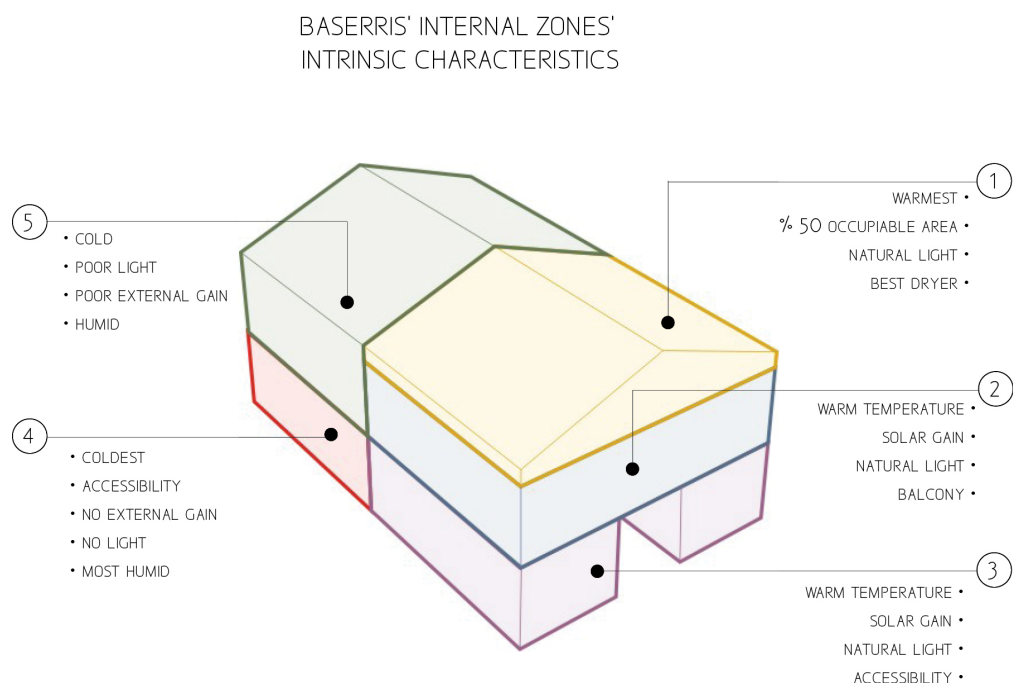 BASERRIS' INTERNAL ZONES'
INTRINSIC CHARACTERISTICS
1
WARMEST •
% 50 OCCUPIABLE AREA •
NATURAL LIGHT •
BEST DRYER •
2
WARM TEMPERATURE •
SOLAR GAIN •
NATURAL LIGHT •
BALCONY •
3
WARM TEMPERATURE •
SOLAR GAIN •
NATURAL LIGHT •
ACCESSIBILITY •
4
• COLDEST
• ACCESSIBILITY
• NO EXTERNAL GAIN
• NO LIGHT
• MOST HUMID
5
• COLD
• POOR LIGHT
• POOR EXTERNAL GAIN
• HUMID